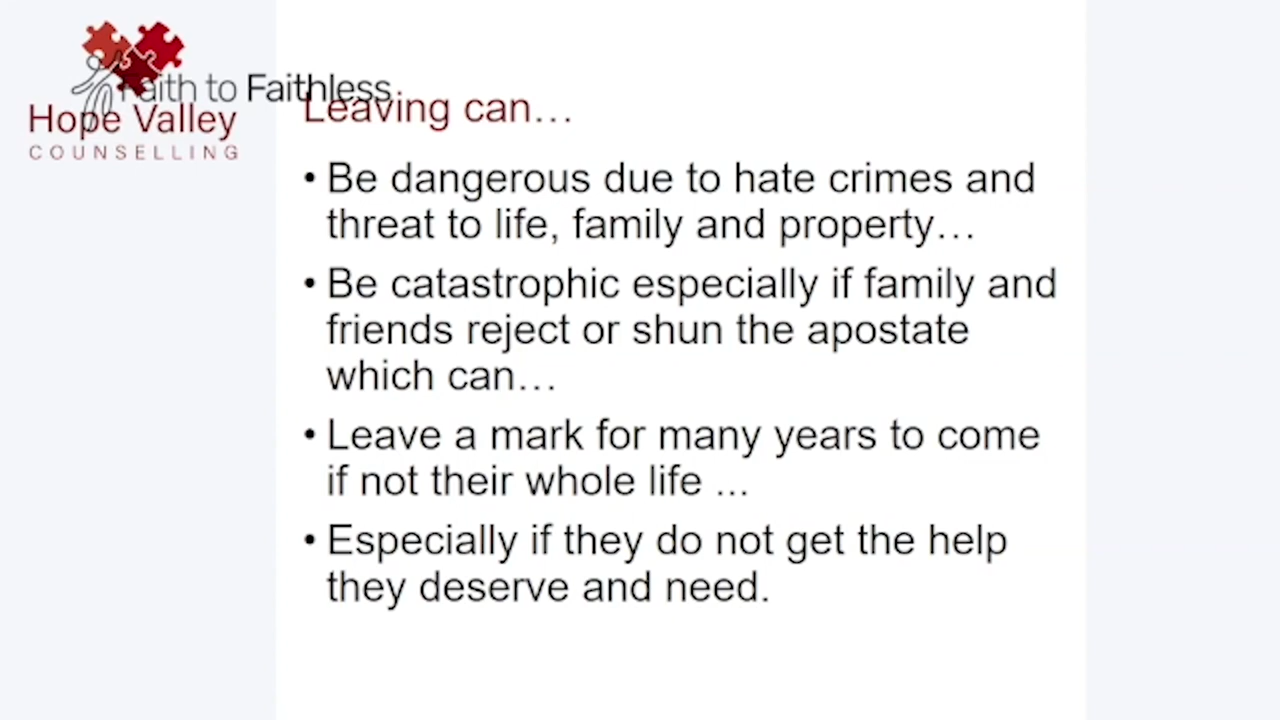 Faith to Faithless
Hope Valley
COUNSELLING
Leaving can…
• Be dangerous due to hate crimes and
threat to life, family and property…
• Be catastrophic especially if family and
friends reject or shun the apostate
which can…
• Leave a mark for many years to come
if not their whole life ...
• Especially if they do not get the help
they deserve and need.